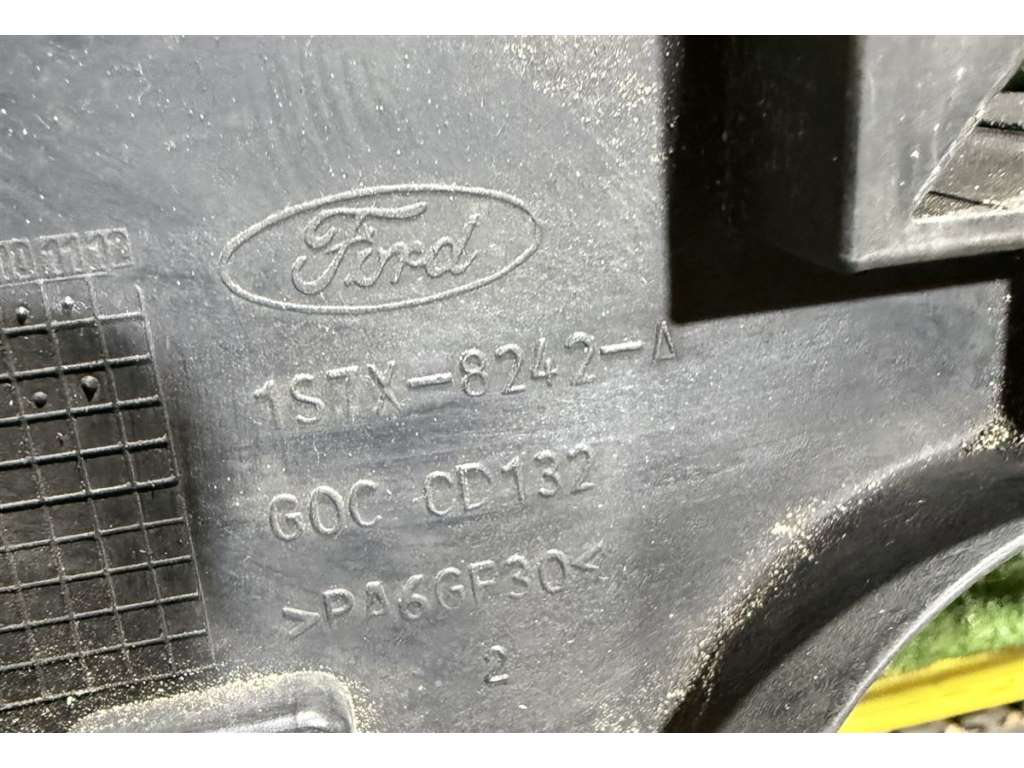 Ford
1S7X-8242-A
GOC CD132
>PA6GF30<
2